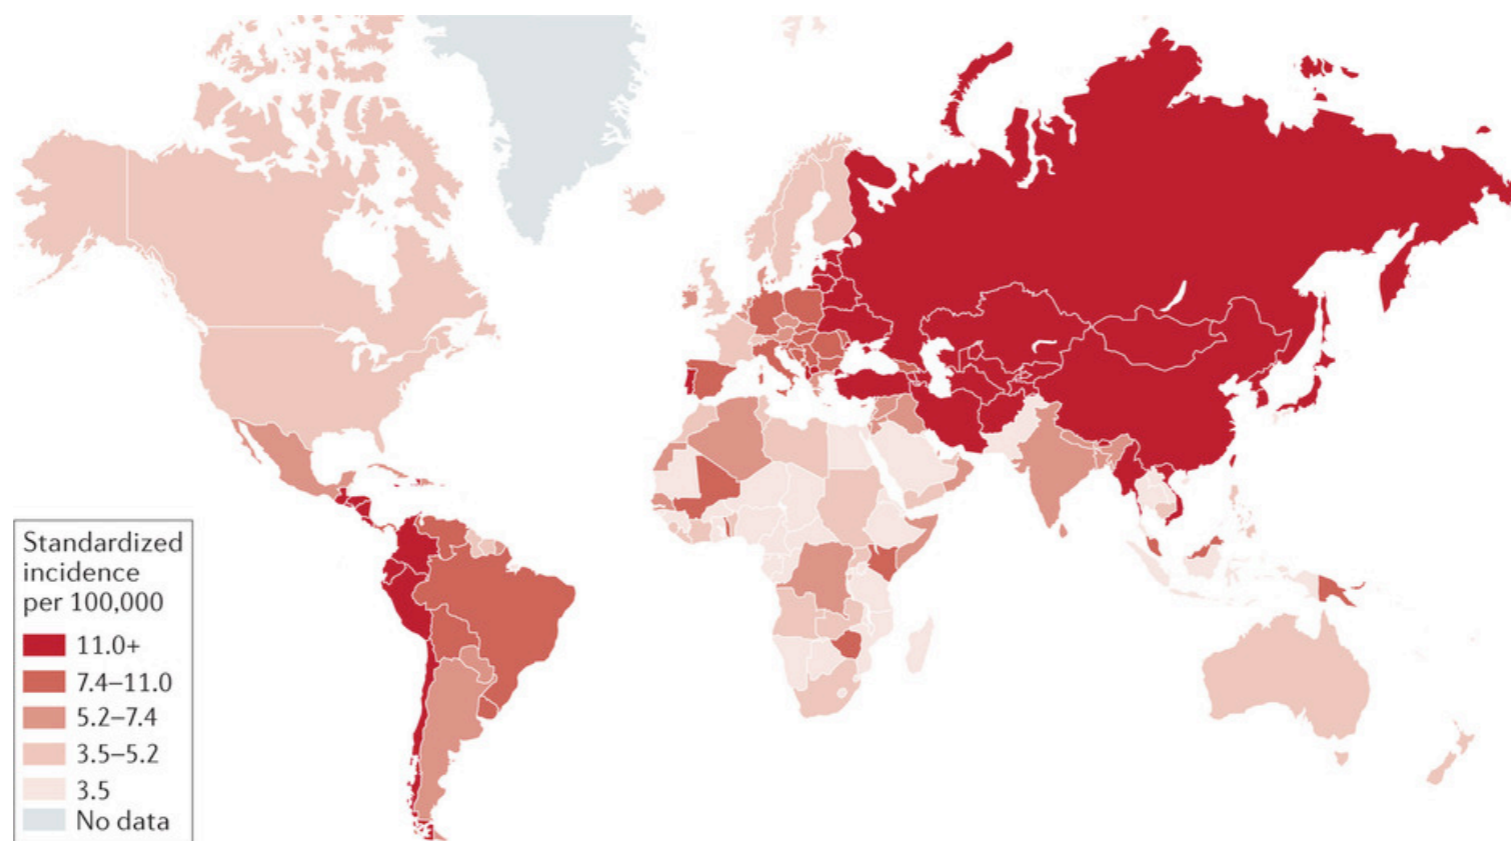 Standardized
incidence
per 100,000
11.0+
7.4–11.0
5.2–7.4
3.5–5.2
3.5
No data